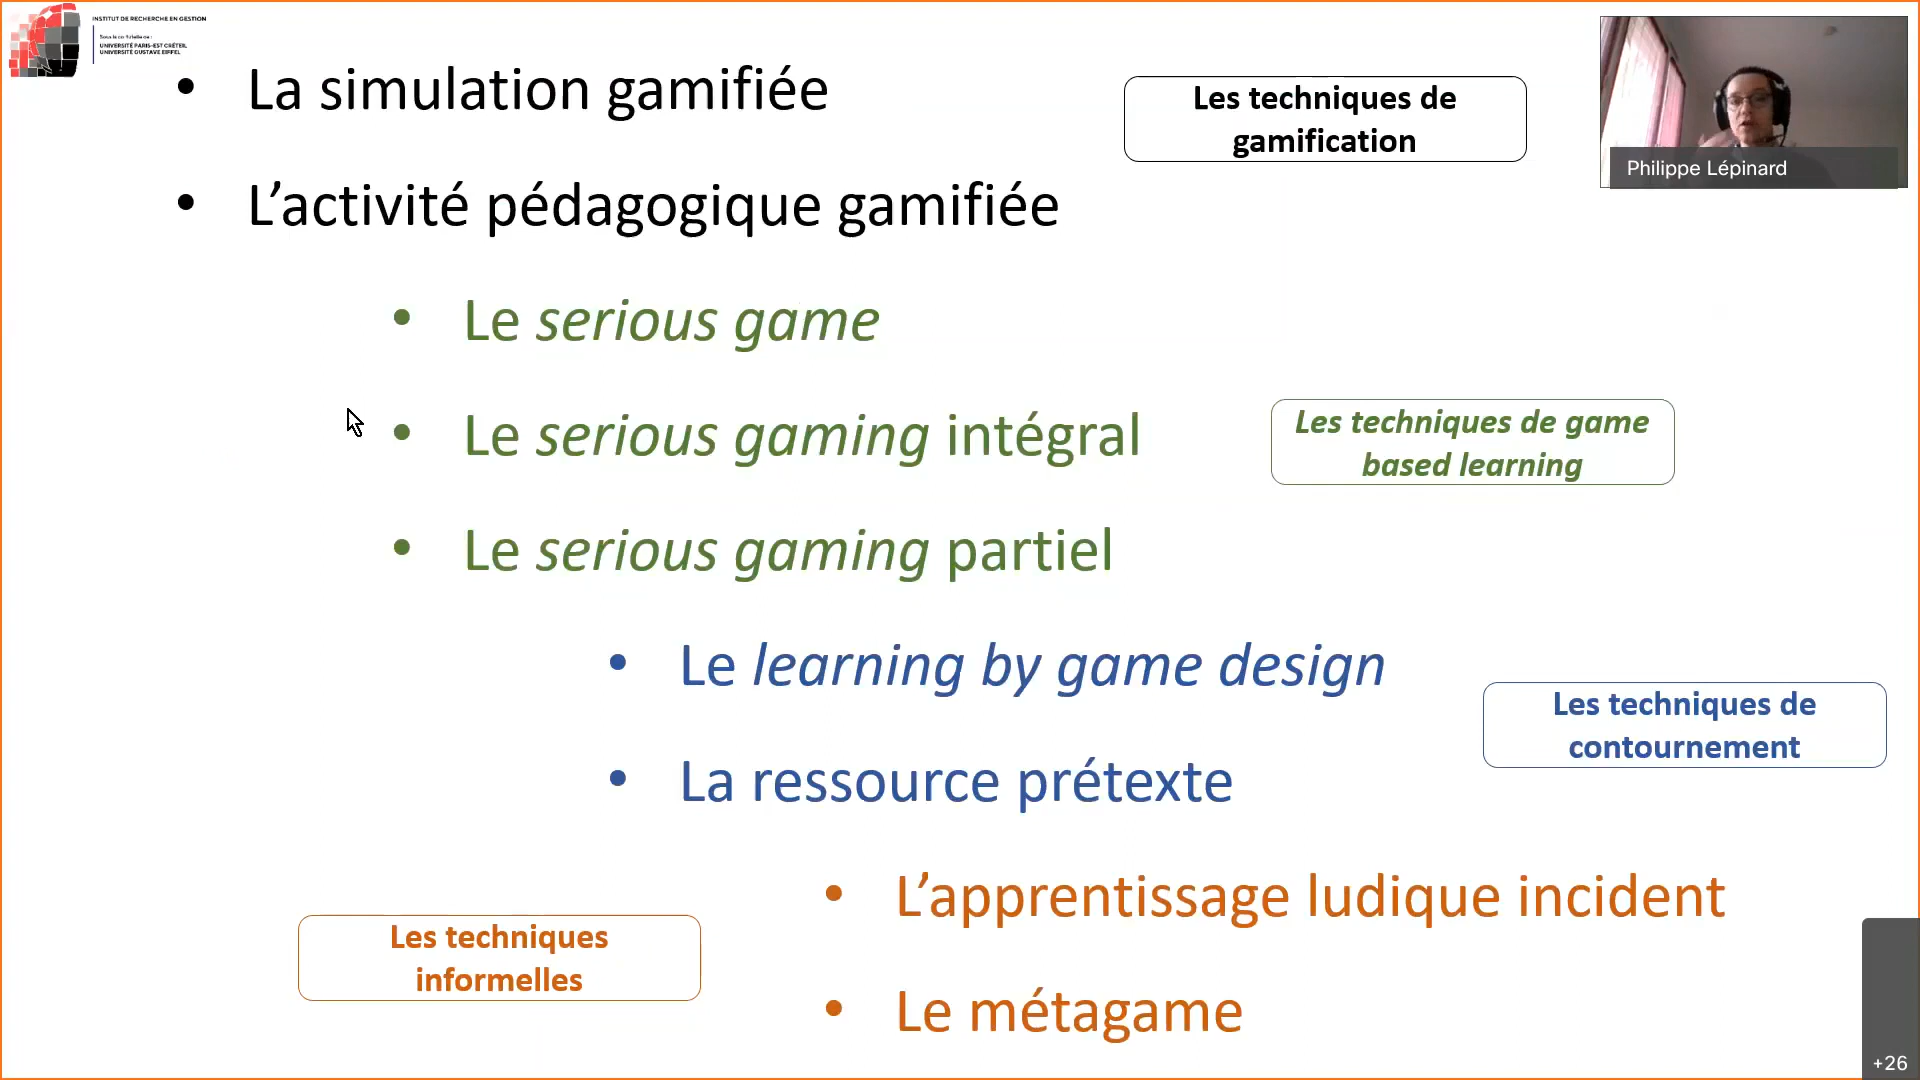 INSTITUT DE RECHERCHE EN GESTION
UNIVERSITÉ PARIS-EST CRÉTEIL
UNIVERSITÉ GUSTAVE EIFFEL
• La simulation gamifiée
Les techniques de
gamification
Philippe Lépinard
• L’activité pédagogique gamifiée
• Le serious game
• Le serious gaming intégral
Les techniques de game
based learning
• Le serious gaming partiel
• Le learning by game design
Les techniques de
contournement
• La ressource prétexte
• L’apprentissage ludique incident
Les techniques
informelles
• Le métagame
+26